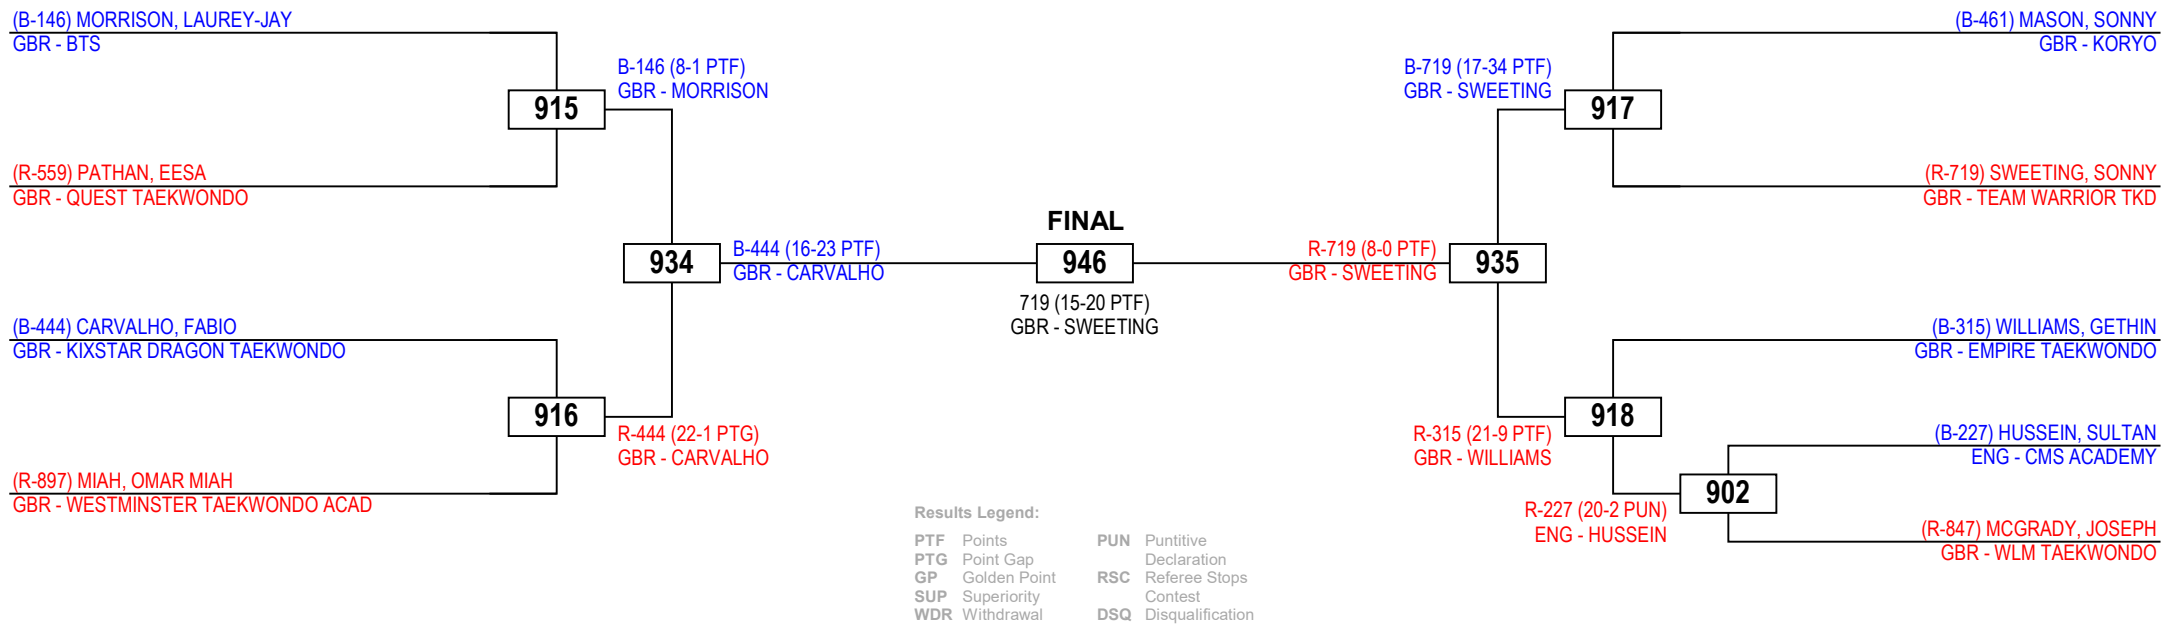 (B-146) MORRISON, LAUREY-JAY
GBR - BTS
(R-559) PATHAN, EESA
GBR - QUEST TAEKWONDO
(B-444) CARVALHO, FABIO
GBR - KIXSTAR DRAGON TAEKWONDO
(R-897) MIAH, OMAR MIAH
GBR - WESTMINSTER TAEKWONDO ACAD
915
B-146 (8-1 PTF)
GBR - MORRISON
916
R-444 (22-1 PTG)
GBR - CARVALHO
934
B-444 (16-23 PTF)
GBR - CARVALHO
FINAL
946
719 (15-20 PTF)
GBR - SWEETING
R-719 (8-0 PTF)
GBR - SWEETING
935
B-719 (17-34 PTF)
GBR - SWEETING
917
R-315 (21-9 PTF)
GBR - WILLIAMS
918
R-227 (20-2 PUN)
ENG - HUSSEIN
902
(B-461) MASON, SONNY
GBR - KORYO
(R-719) SWEETING, SONNY
GBR - TEAM WARRIOR TKD
(B-315) WILLIAMS, GETHIN
GBR - EMPIRE TAEKWONDO
(B-227) HUSSEIN, SULTAN
ENG - CMS ACADEMY
(R-847) MCGRADY, JOSEPH
GBR - WLM TAEKWONDO
Results Legend:
PTF Points
PTG Point Gap
GP Golden Point
SUP Superiority
WDR Withdrawal
PUN Puntitive
Declaration
RSC Referee Stops
Contest
DSQ Disqualification